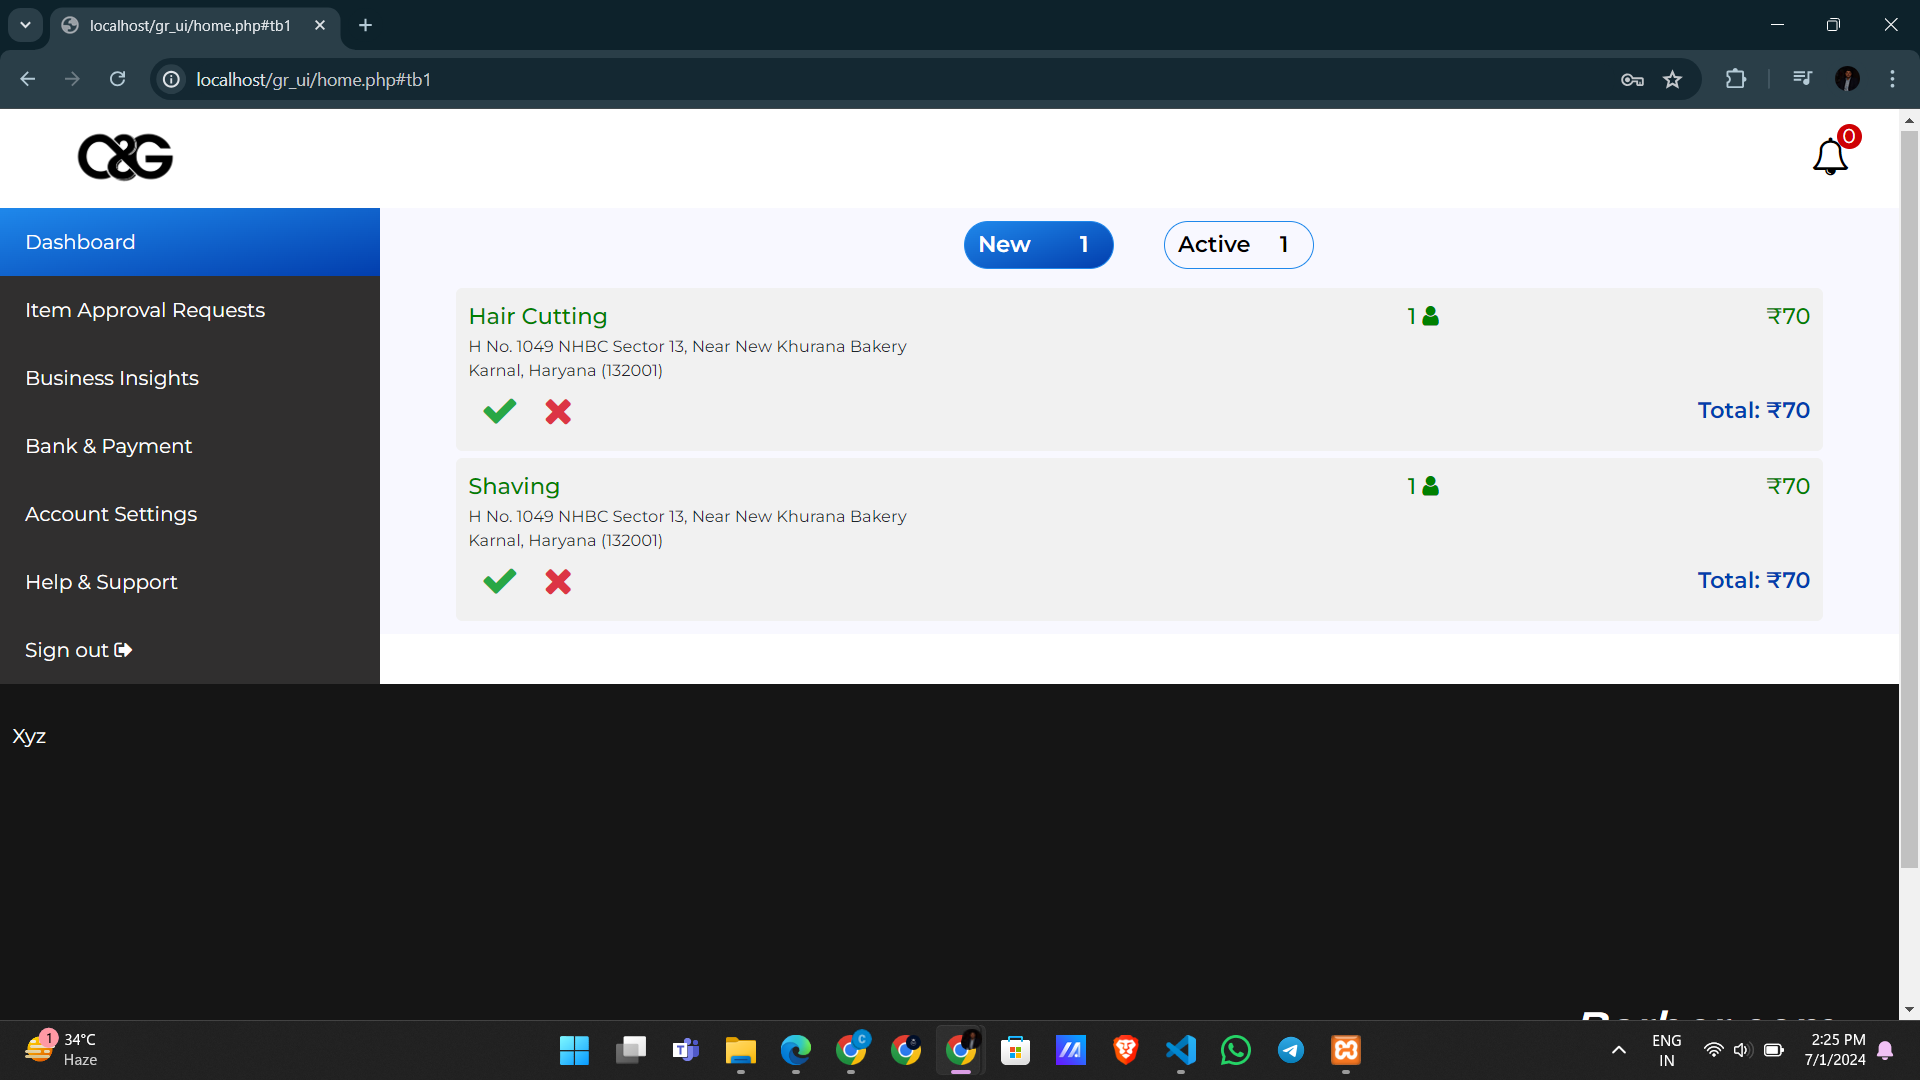 localhost/gr_ui/home.php#tb1
localhost/gr_ui/home.php#tb1
C&G
0
Dashboard
Item Approval Requests
Business Insights
Bank & Payment
Account Settings
Help & Support
Sign out
New 1
Active 1
Hair Cutting 1 ₹70
H No. 1049 NHBC Sector 13, Near New Khurana Bakery
Karnal, Haryana (132001)
Total: ₹70
Shaving 1 ₹70
H No. 1049 NHBC Sector 13, Near New Khurana Bakery
Karnal, Haryana (132001)
Total: ₹70
Xyz
1
34°C
Haze
C
ENG
IN
2:25 PM
7/1/2024